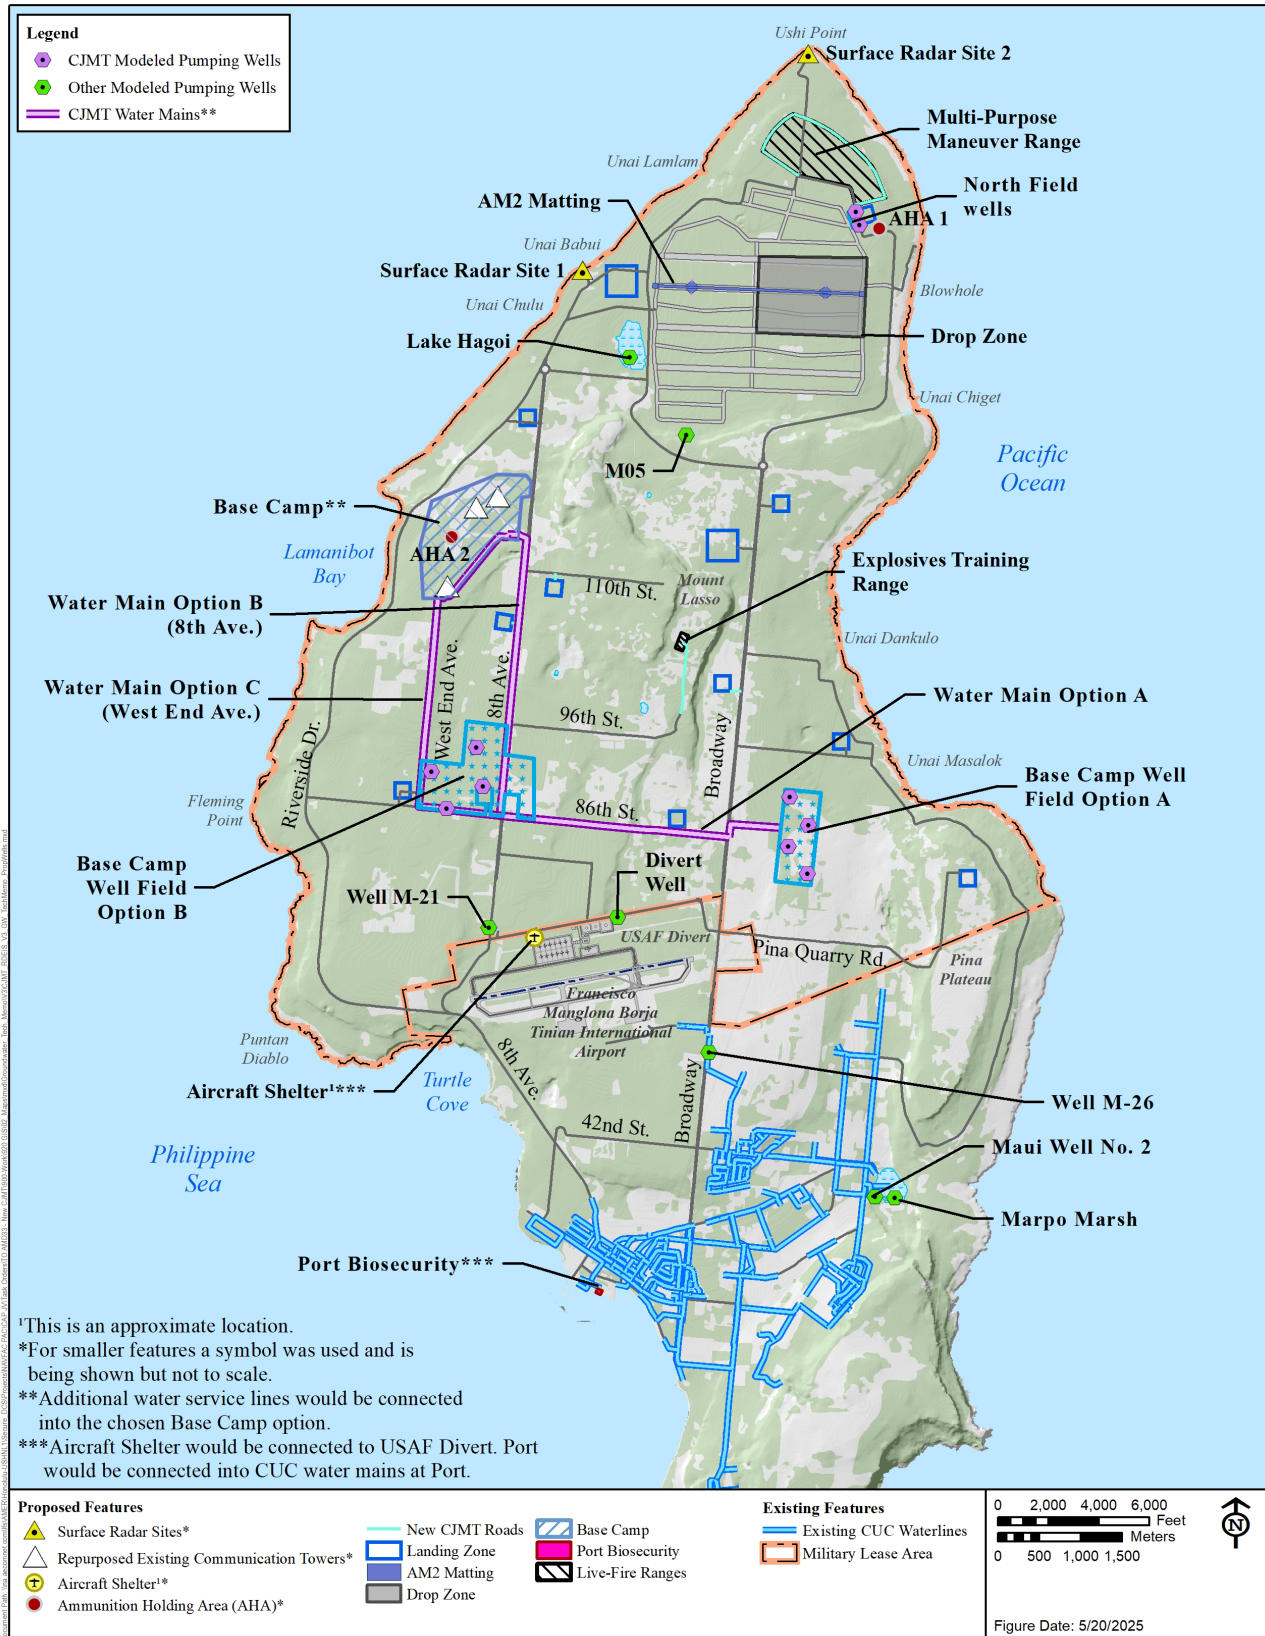 Legend
CJMT Modeled Pumping Wells
Other Modeled Pumping Wells
CJMT Water Mains**
Ushi Point
Surface Radar Site 2
Multi-Purpose
Maneuver Range
Unai Lamlam
North Field
wells
AM2 Matting
AHA 1
Unai Babui
Surface Radar Site 1
Unai Chulu
Blowhole
Lake Hagoi
Drop Zone
Unai Chiget
M05
Pacific
Ocean
Base Camp**
Lamanibot
Bay
AHA 2
Explosives Training
Range
110th St.
Mount
Lasso
Water Main Option B
(8th Ave.)
Unai Dankulo
West End Ave.
8th Ave.
Water Main Option C
(West End Ave.)
Water Main Option A
96th St.
Riverside Dr.
Broadway
Unai Masalok
Base Camp Well
Field Option A
Fleming
Point
86th St.
Base Camp
Well Field
Option B
Divert
Well
Well M-21
USAF Divert
Pina Quarry Rd
Pina
Plateau
Francisco
Manglona Borja
Tinian International
Airport
Puntan
Diablo
8th Ave.
Turtle
Cove
Aircraft Shelter¹***
Broadway
Well M-26
42nd St.
Philippine
Sea
Maui Well No. 2
Marpo Marsh
Port Biosecurity***
¹This is an approximate location.
*For smaller features a symbol was used and is
being shown but not to scale.
**Additional water service lines would be connected
into the chosen Base Camp option.
***Aircraft Shelter would be connected to USAF Divert. Port
would be connected into CUC water mains at Port.
Proposed Features
Surface Radar Sites*
Repurposed Existing Communication Towers*
Aircraft Shelter¹*
Ammunition Holding Area (AHA)*
New CJMT Roads
Landing Zone
AM2 Matting
Drop Zone
Base Camp
Port Biosecurity
Live-Fire Ranges
Existing Features
Existing CUC Waterlines
Military Lease Area
0 2,000 4,000 6,000
Feet
Meters
0 500 1,000 1,500
N
Figure Date: 5/20/2025